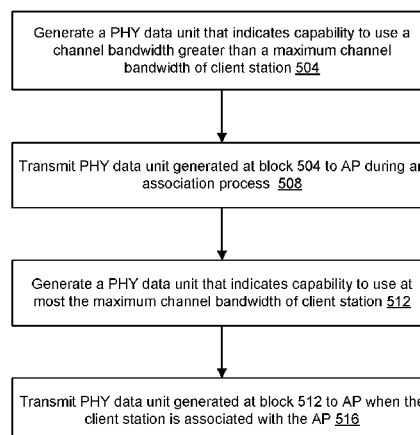 Generate a PHY data unit that indicates capability to use a
channel bandwidth greater than a maximum channel
bandwidth of client station 504
Transmit PHY data unit generated at block 504 to AP during an
association process 508
Generate a PHY data unit that indicates capability to use at
most the maximum channel bandwidth of client station 512
Transmit PHY data unit generated at block 512 to AP when the
client station is associated with the AP 516